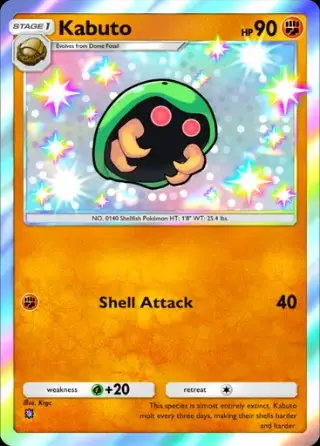 STAGE 1 Kabuto HP 90
Evolves from Dome Fossil
NO. 0140 Shellfish Pokémon HT: 1'8" WT: 25.4 lbs.
Shell Attack 40
weakness +20 retreat
illus. Kigc
This species is almost entirely extinct. Kabuto
molt every three days, making their shells harder
and harder.